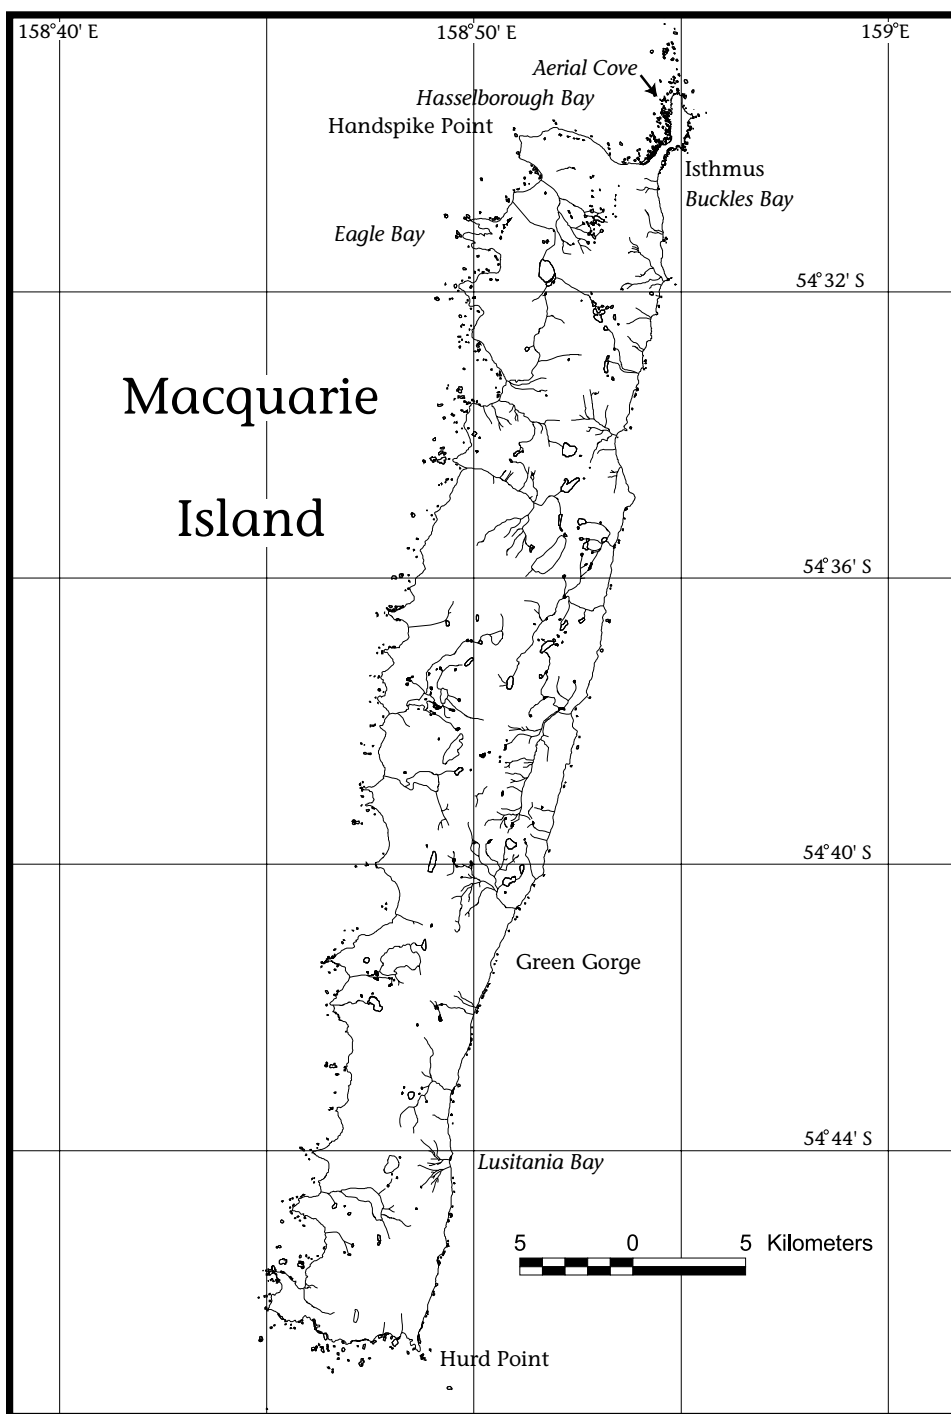 158°40' E
158°50' E
159°E
Aerial Cove
Hasselborough Bay
Handspike Point
Isthmus
Buckles Bay
Eagle Bay
54°32' S
Macquarie
Island
54°36' S
54°40' S
Green Gorge
54°44' S
Lusitania Bay
5 0 5 Kilometers
Hurd Point